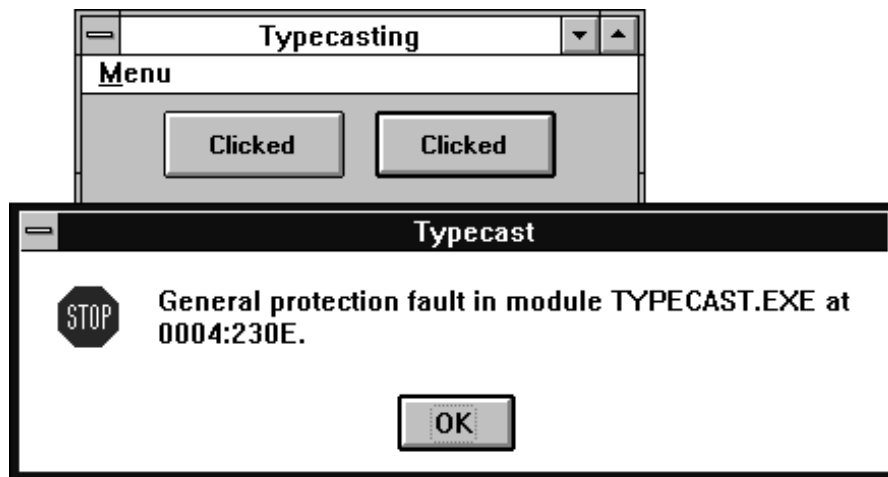 Typecasting
Menu
Clicked Clicked
Typecast
STOP
General protection fault in module TYPECAST.EXE at
0004:230E.
OK